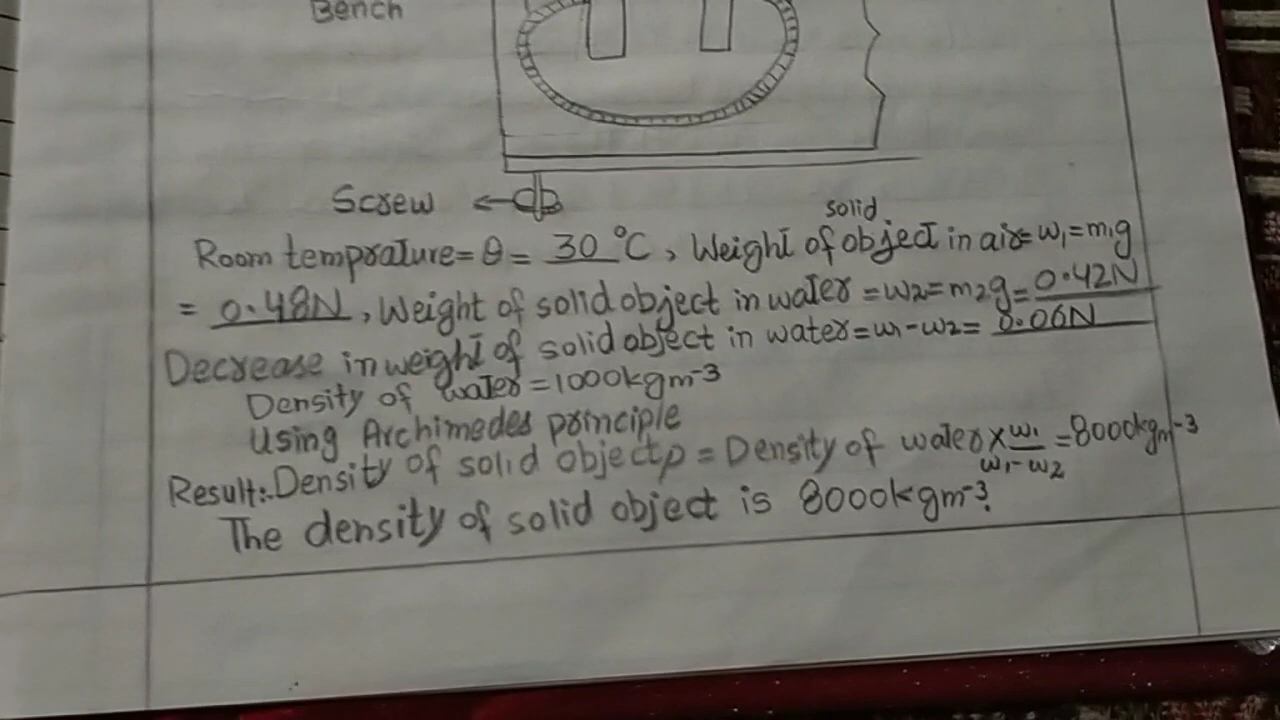 Bench
Screw
solid
Room temprature = θ = 30 °C, Weight of object in air = w₁ = m₁g
= 0.48N, Weight of solid object in water = w₂ = m₂g = 0.42N
Decrease in weight of solid object in water = w₁ - w₂ = 0.06N
Density of water = 1000kgm⁻³
Using Archimedes principle
Result:- Density of solid object ρ = Density of water × w₁/w₁-w₂ = 8000kgm⁻³
The density of solid object is 8000kgm⁻³.